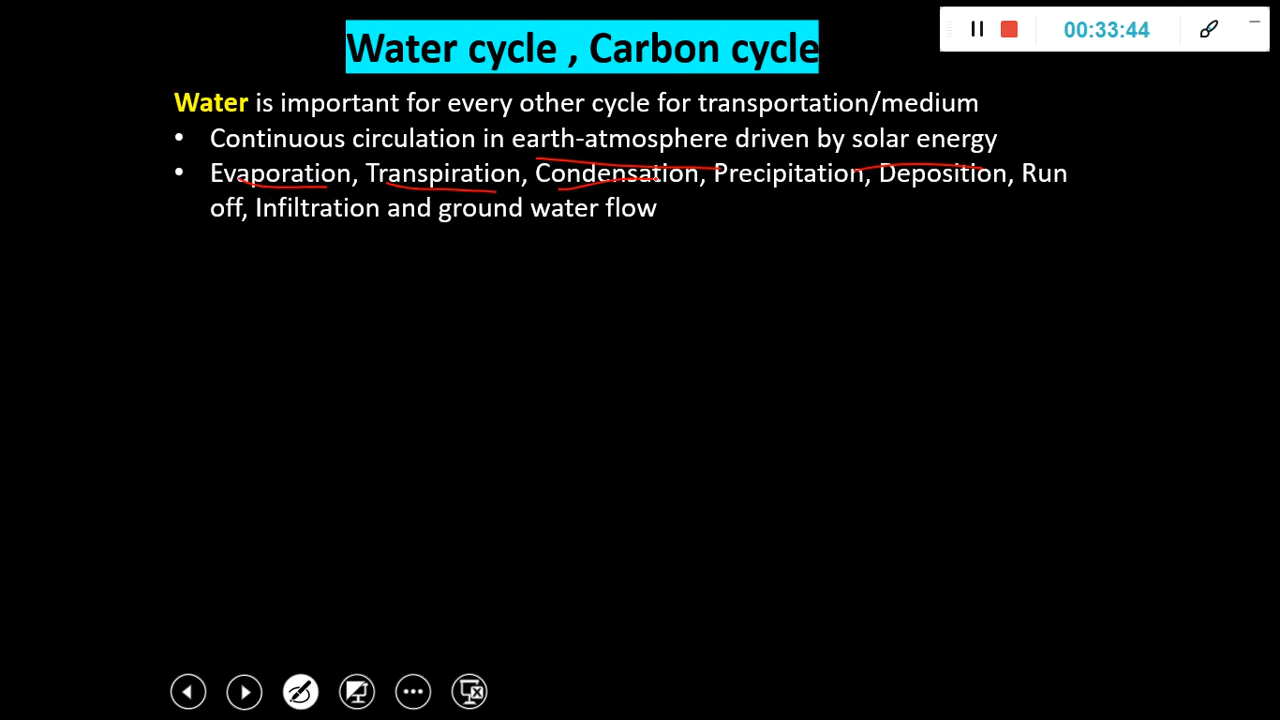 Water cycle , Carbon cycle
00:33:44
Water is important for every other cycle for transportation/medium
• Continuous circulation in earth-atmosphere driven by solar energy
• Evaporation, Transpiration, Condensation, Precipitation, Deposition, Run
off, Infiltration and ground water flow